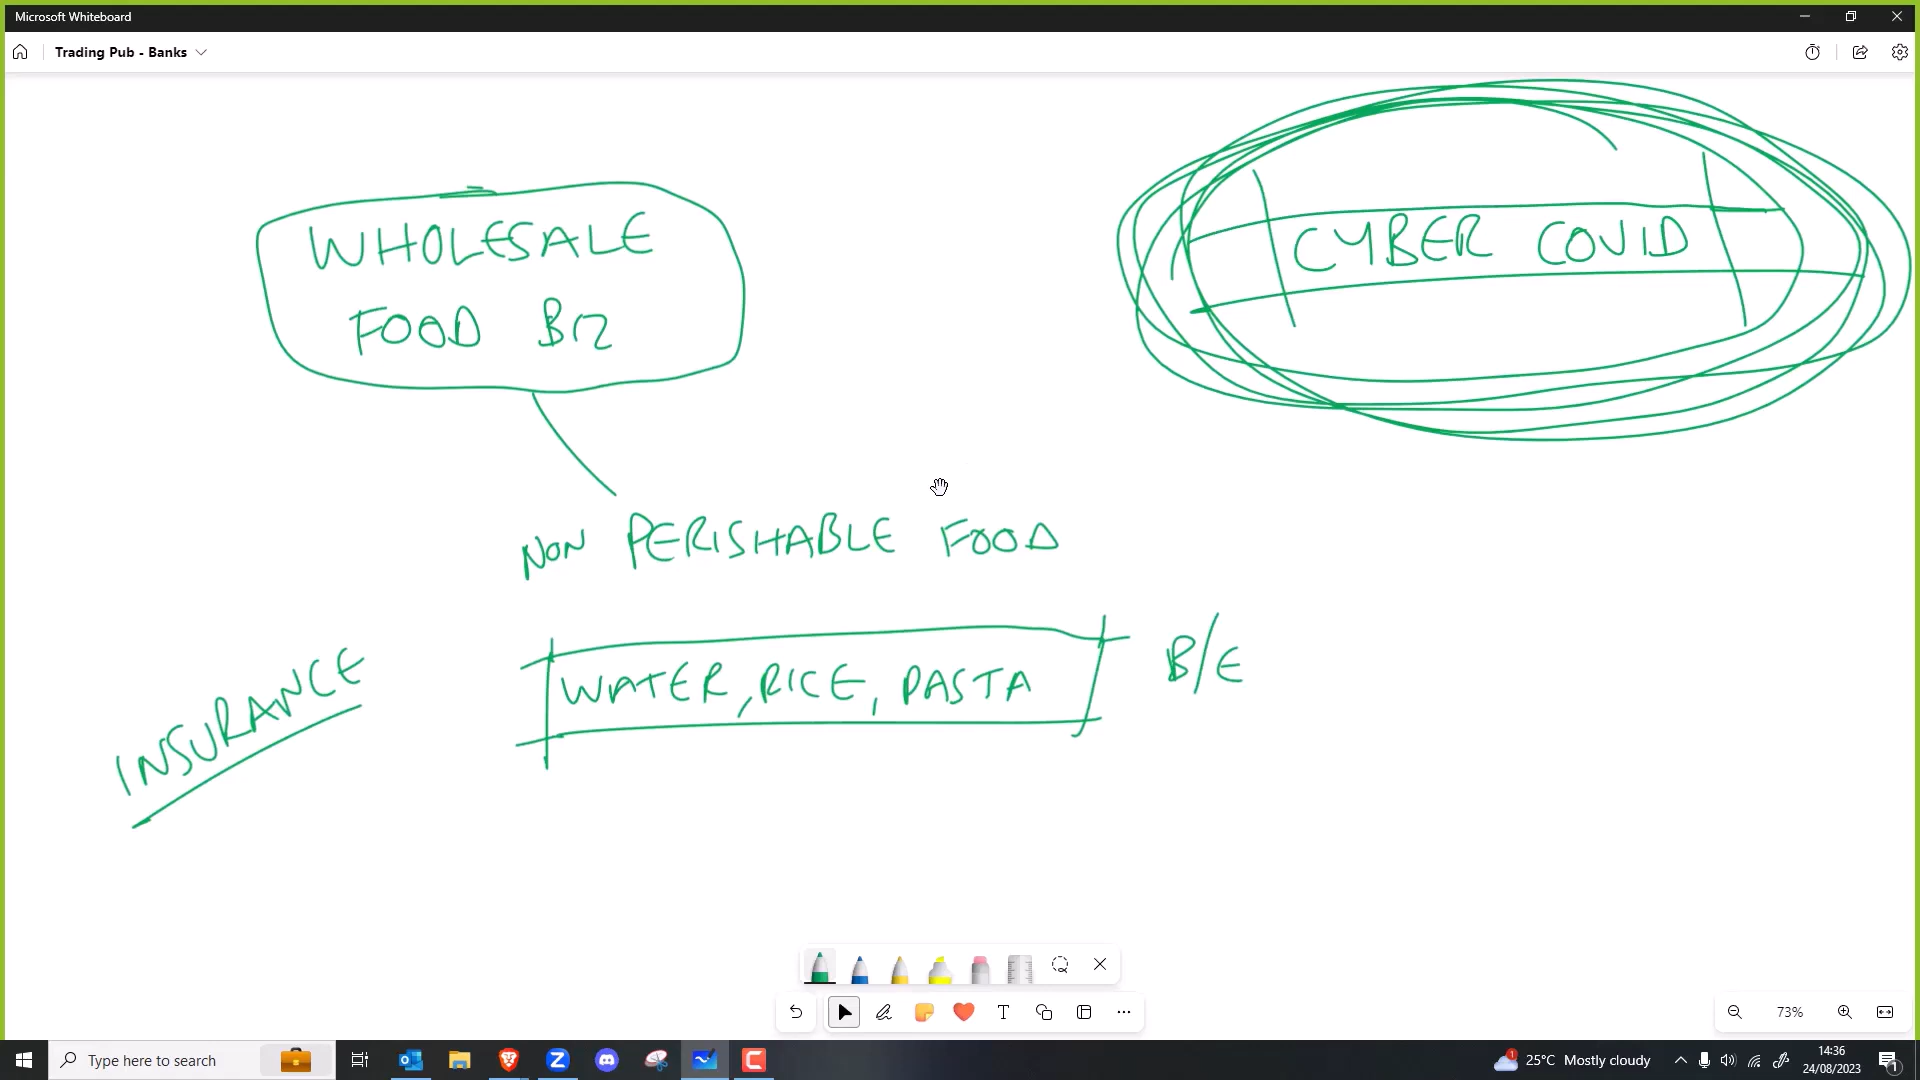 Microsoft Whiteboard
Trading Pub - Banks
WHOLESALE
FOOD BIZ
CYBER COVID
NON PERISHABLE FOOD
WATER, RICE, PASTA
B/E
INSURANCE
73%
Type here to search
25°C Mostly cloudy
14:36
24/08/2023